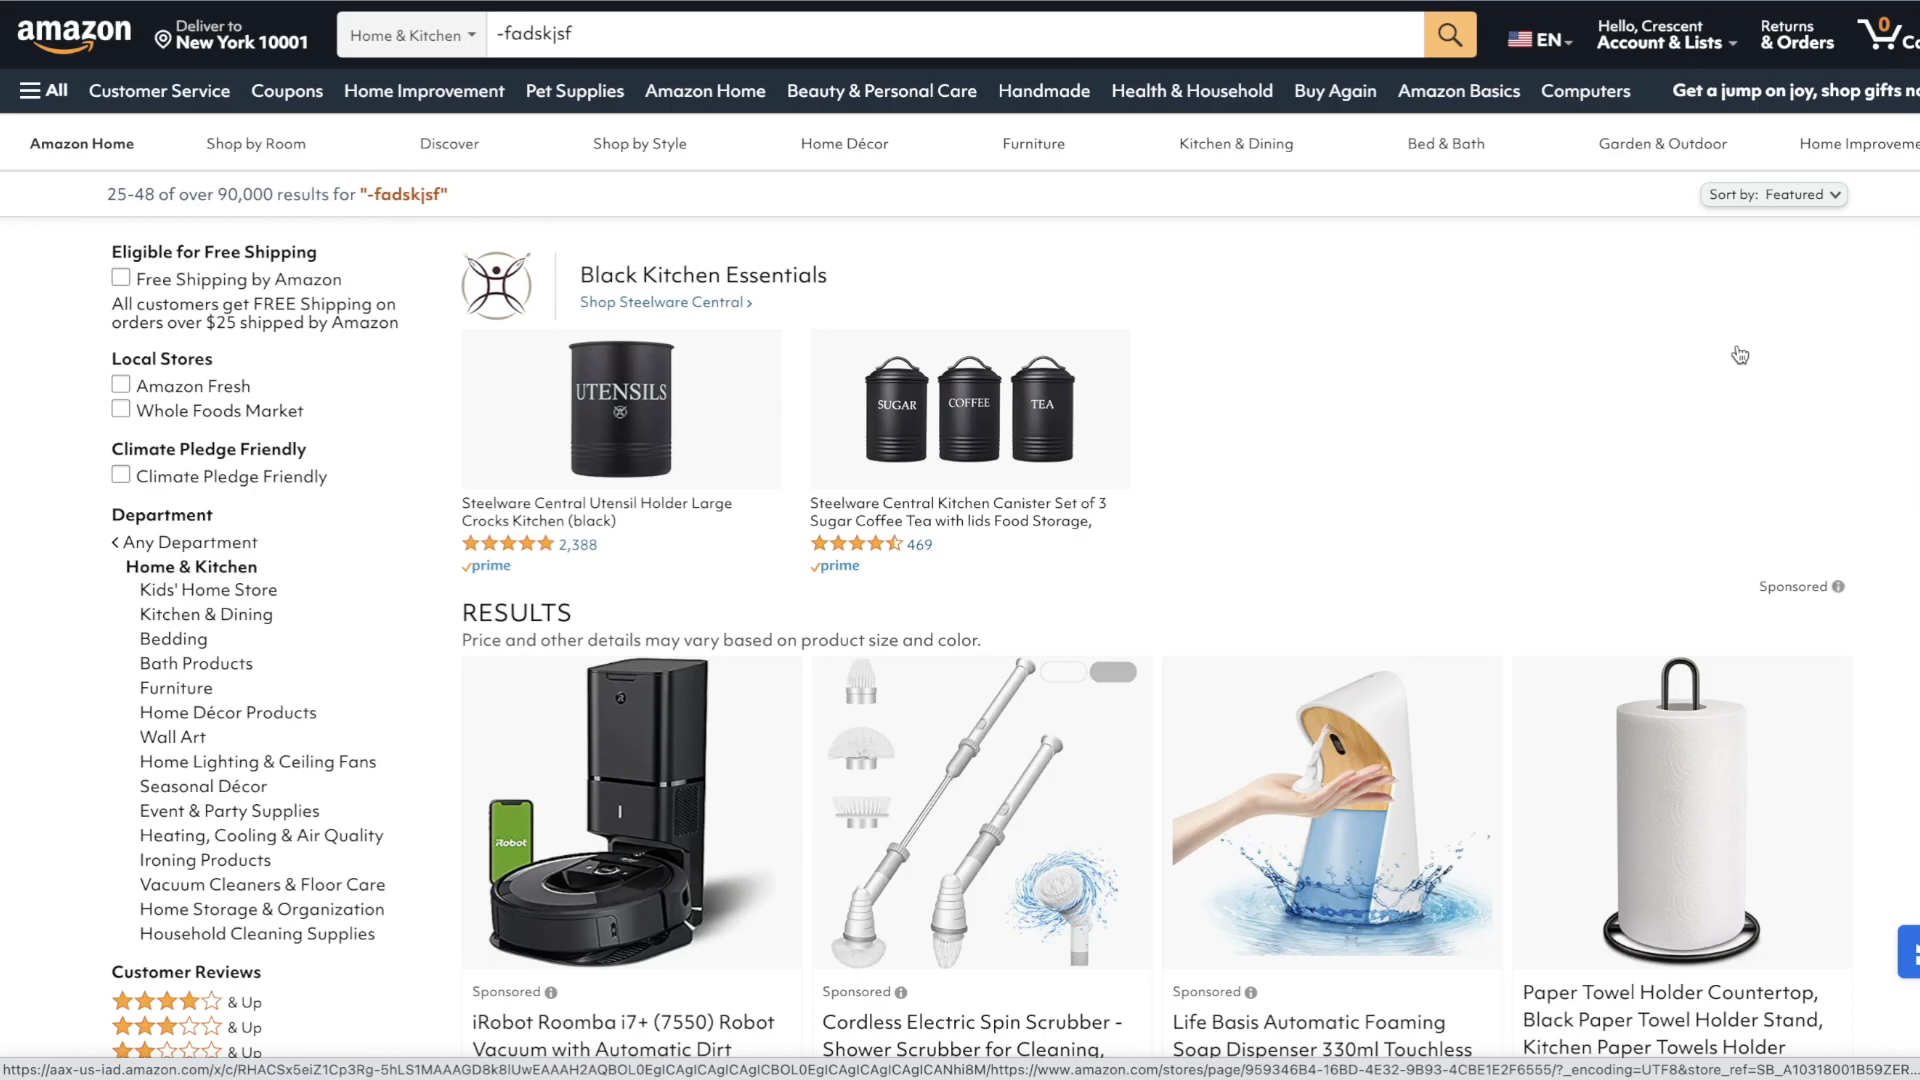 amazon
Deliver to
New York 10001
Home & Kitchen
-fadskjsf
EN
Hello, Crescent
Account & Lists
Returns
& Orders
0
All
Customer Service
Coupons
Home Improvement
Pet Supplies
Amazon Home
Beauty & Personal Care
Handmade
Health & Household
Buy Again
Amazon Basics
Computers
Get a jump on joy, shop gifts
Amazon Home
Shop by Room
Discover
Shop by Style
Home Décor
Furniture
Kitchen & Dining
Bed & Bath
Garden & Outdoor
Home Improveme
25-48 of over 90,000 results for "-fadskjsf"
Sort by: Featured
Eligible for Free Shipping
Free Shipping by Amazon
All customers get FREE Shipping on
orders over $25 shipped by Amazon
Local Stores
Amazon Fresh
Whole Foods Market
Climate Pledge Friendly
Climate Pledge Friendly
Department
Any Department
Home & Kitchen
Kids' Home Store
Kitchen & Dining
Bedding
Bath Products
Furniture
Home Décor Products
Wall Art
Home Lighting & Ceiling Fans
Seasonal Décor
Event & Party Supplies
Heating, Cooling & Air Quality
Ironing Products
Vacuum Cleaners & Floor Care
Home Storage & Organization
Household Cleaning Supplies
Customer Reviews
& Up
& Up
& Up
Black Kitchen Essentials
Shop Steelware Central ›
UTENSILS
SUGAR
COFFEE
TEA
Steelware Central Utensil Holder Large
Crocks Kitchen (black)
2,388
prime
Steelware Central Kitchen Canister Set of 3
Sugar Coffee Tea with lids Food Storage,
469
prime
Sponsored
RESULTS
Price and other details may vary based on product size and color.
iRobot
Sponsored
iRobot Roomba i7+ (7550) Robot
Vacuum with Automatic Dirt
Sponsored
Cordless Electric Spin Scrubber -
Shower Scrubber for Cleaning,
Sponsored
Life Basis Automatic Foaming
Soap Dispenser 330ml Touchless
Paper Towel Holder Countertop,
Black Paper Towel Holder Stand,
Kitchen Paper Towels Holder